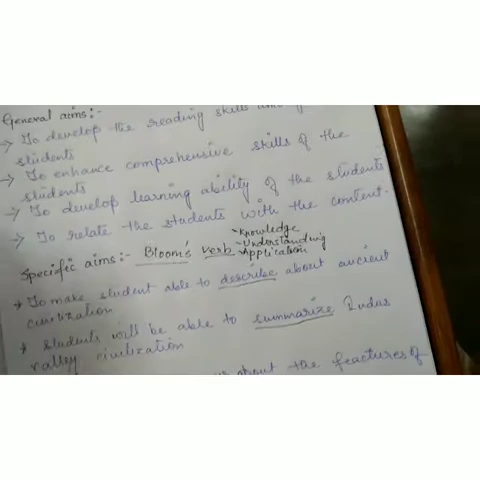 General aims:-
→ To develop the reading skills
students
→ To enhance comprehensive skills of the
students
→ To develop learning ability of the students
→ To relate the students with the content.
Specific aims:- Bloom's verb
- Knowledge
- Understanding
- Application
→ To make student able to describe about ancient
civilization
→ students will be able to summarize Indus
valley civilization
about the feactures of